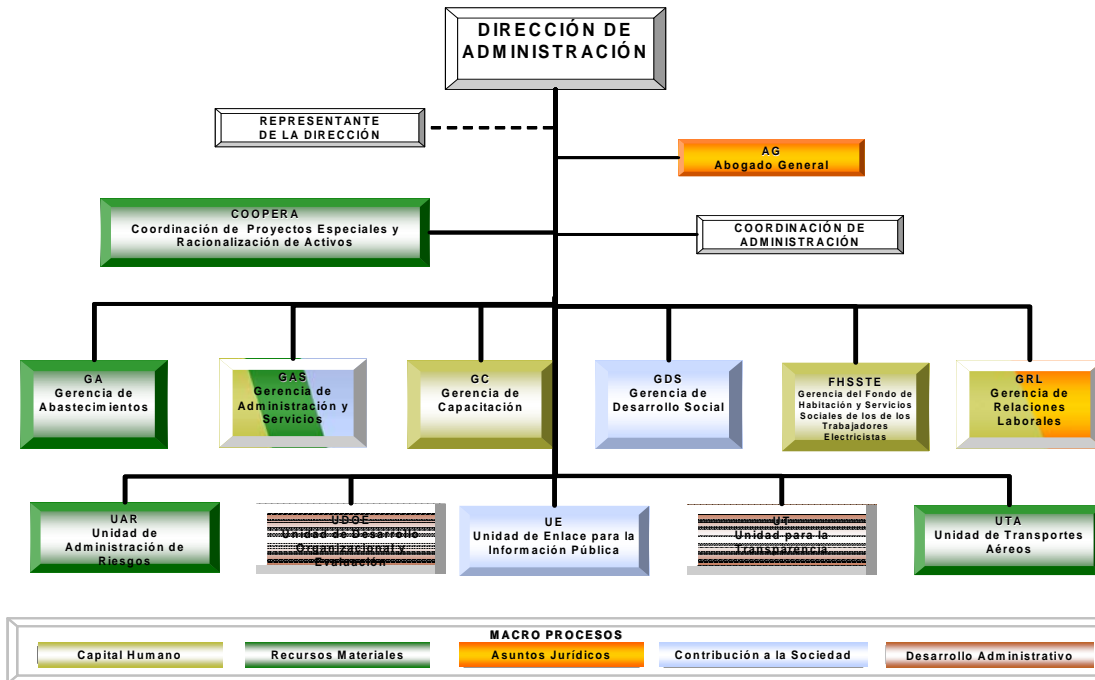 DIRECCIÓN DE
ADMINISTRACIÓN
REPRESENTANTE
DE LA DIRECCIÓN
AG
Abogado General
COOPERA
Coordinación de Proyectos Especiales y
Racionalización de Activos
COORDINACIÓN DE
ADMINISTRACIÓN
GA
Gerencia de
Abastecimientos
GAS
Gerencia de
Administración y
Servicios
GC
Gerencia de
Capacitación
GDS
Gerencia de
Desarrollo Social
FHSSTE
Gerencia del Fondo de
Habitación y Servicios
Sociales de los de los
Trabajadores
Electricistas
GRL
Gerencia de
Relaciones
Laborales
UAR
Unidad de
Administración de
Riesgos
UDOE
Unidad de Desarrollo
Organizacional y
Evaluación
UE
Unidad de Enlace para la
Información Pública
UT
Unidad para la
Transparencia
UTA
Unidad de Transportes
Aéreos
MACRO PROCESOS
Capital Humano
Recursos Materiales
Asuntos Jurídicos
Contribución a la Sociedad
Desarrollo Administrativo